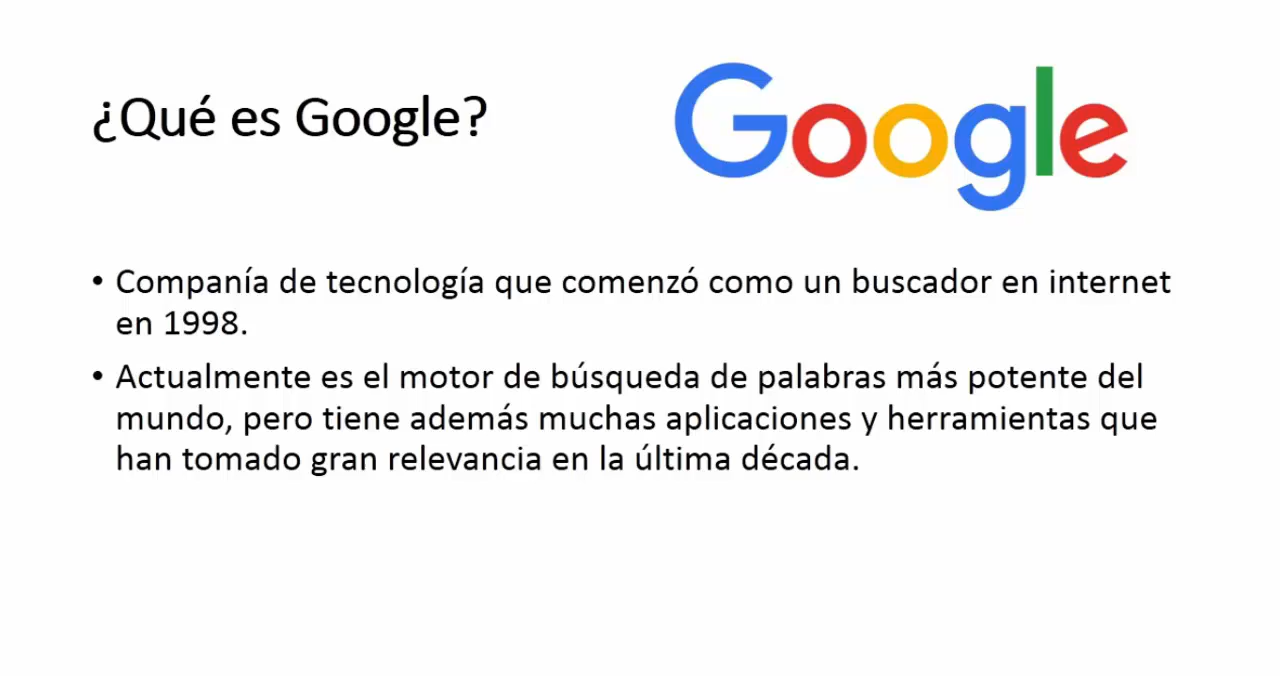 ¿Qué es Google?
Google
• Compañía de tecnología que comenzó como un buscador en internet
en 1998.
• Actualmente es el motor de búsqueda de palabras más potente del
mundo, pero tiene además muchas aplicaciones y herramientas que
han tomado gran relevancia en la última década.